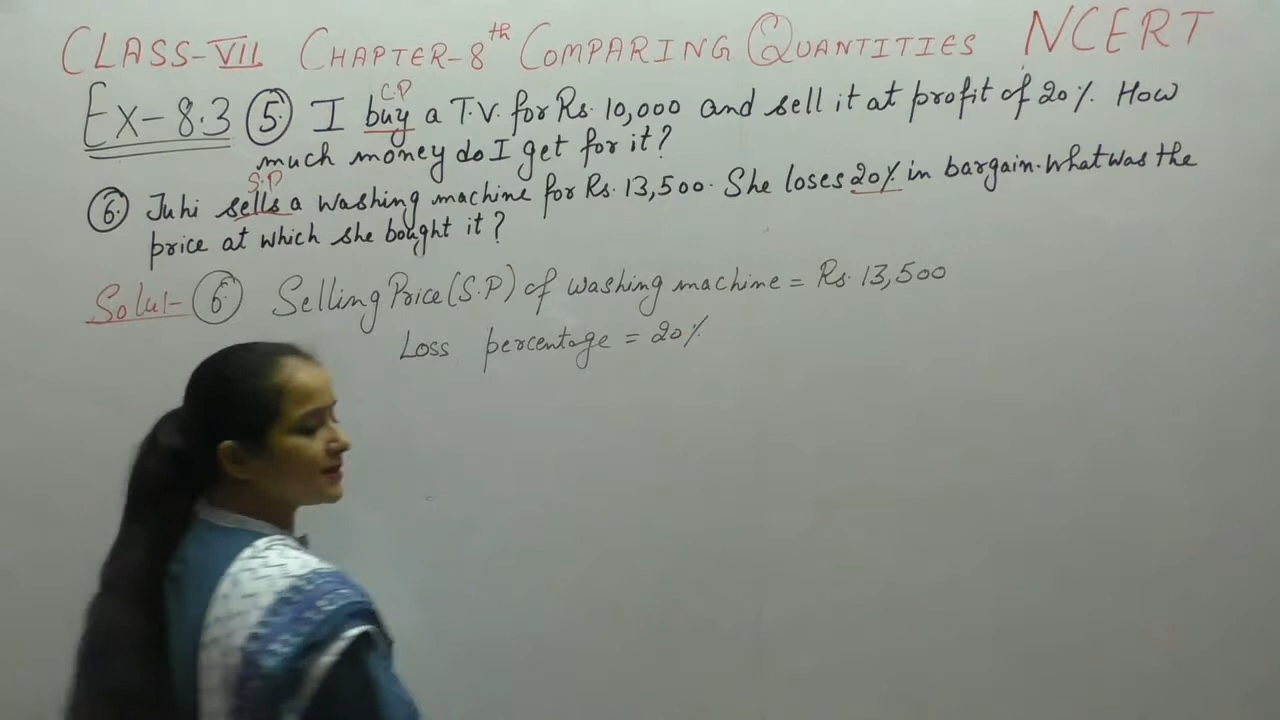 CLASS-VII CHAPTER-8th COMPARING QUANTITIES NCERT
C.P
Ex-8.3 5. I buy a T.V. for Rs. 10,000 and sell it at profit of 20%. How
much money do I get for it?
S.P
6. Juhi sells a washing machine for Rs. 13,500. She loses 20% in bargain. What was the
price at which she bought it?
Solu:- 6. Selling Price (S.P) of washing machine = Rs. 13,500
Loss percentage = 20%